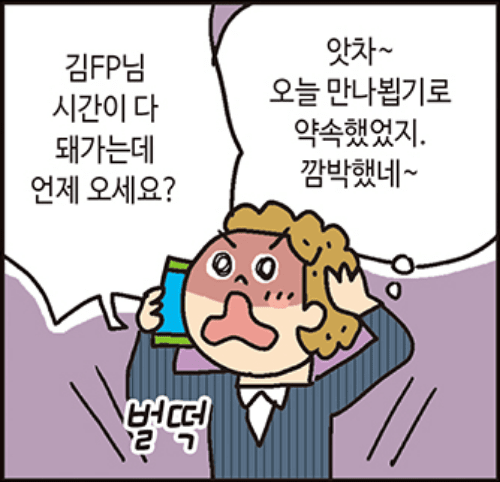 김FP님
시간이 다
돼가는데
언제 오세요?
앗차~
오늘 만나뵙기로
약속했었지.
깜박했네~
벌떡